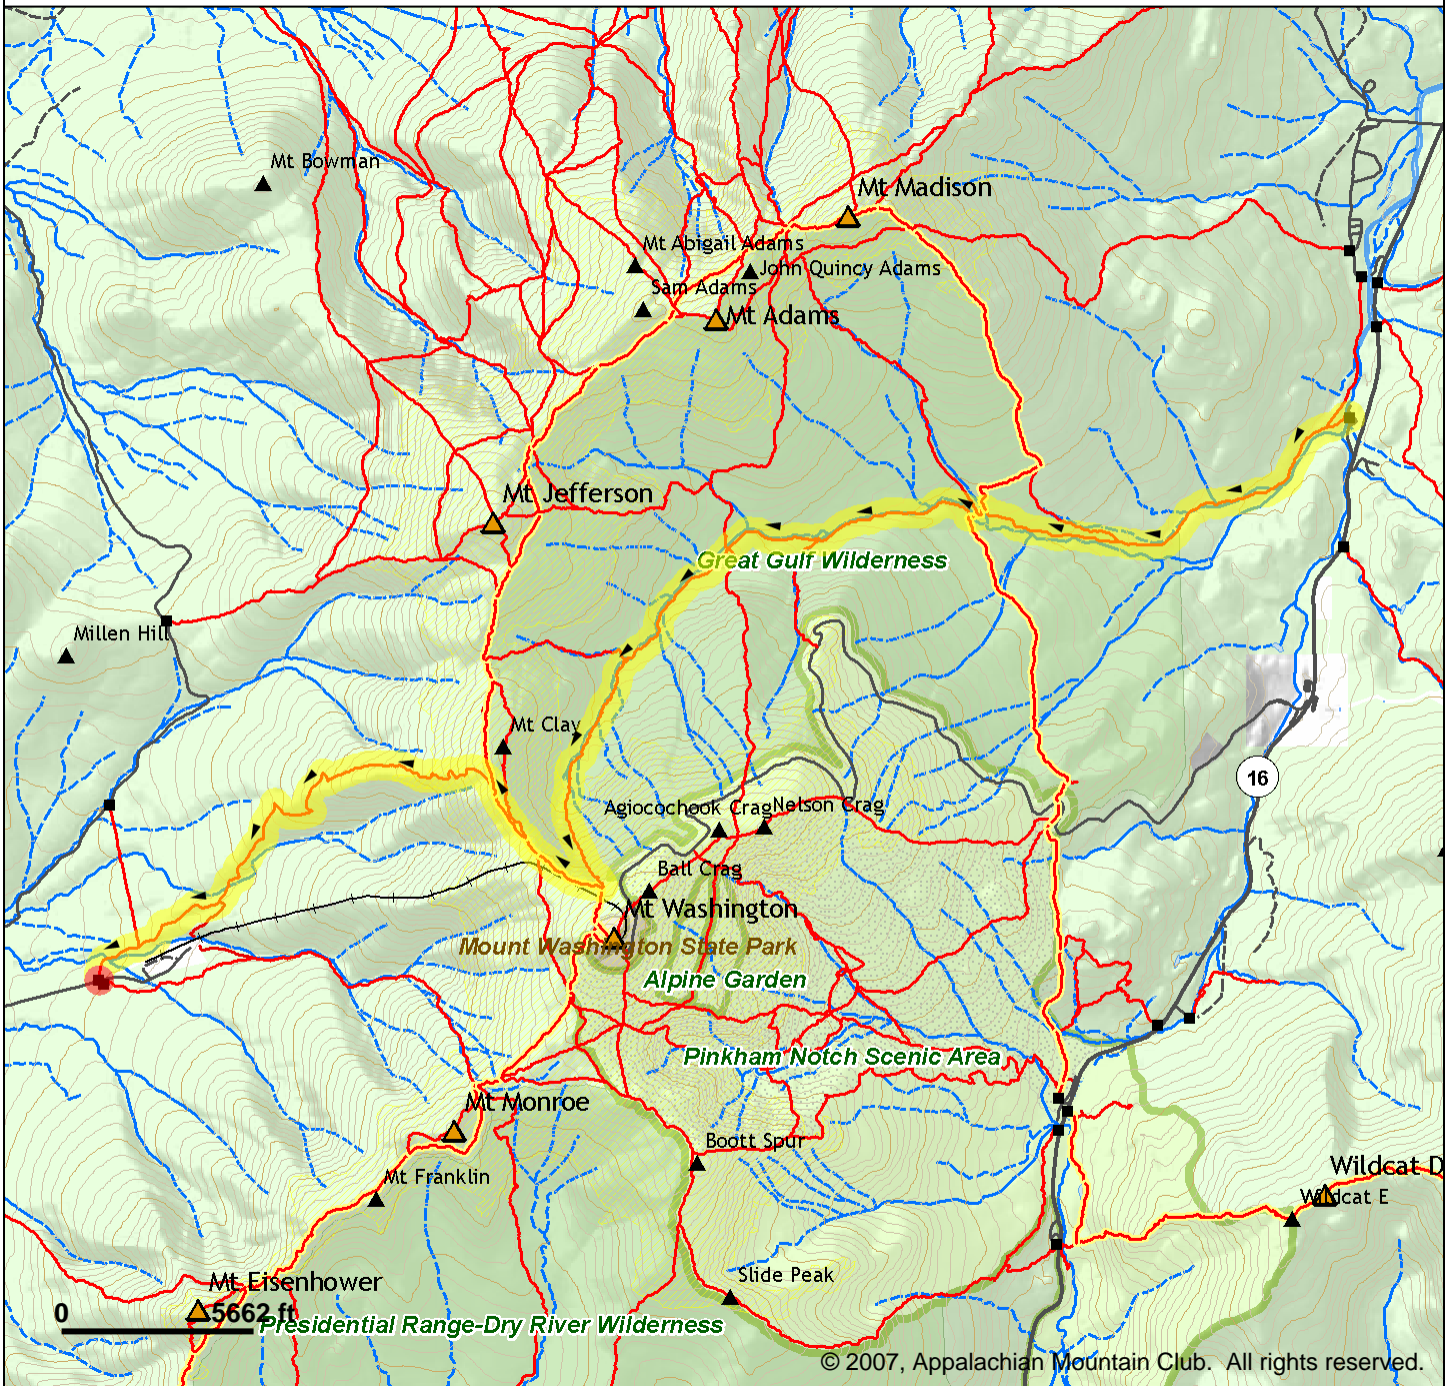 Mt Bowman
Mt Madison
Mt Abigail Adams
John Quincy Adams
Sam Adams
Mt Adams
Mt Jefferson
Great Gulf Wilderness
Millen Hill
Mt Clay
16
Agiocochook Crag
Nelson Crag
Ball Crag
Mt Washington
Mount Washington State Park
Alpine Garden
Pinkham Notch Scenic Area
Mt Monroe
Boott Spur
Mt Franklin
Wildcat D
Wildcat E
Slide Peak
Mt Eisenhower
0 5662 ft
Presidential Range-Dry River Wilderness
© 2007, Appalachian Mountain Club. All rights reserved.